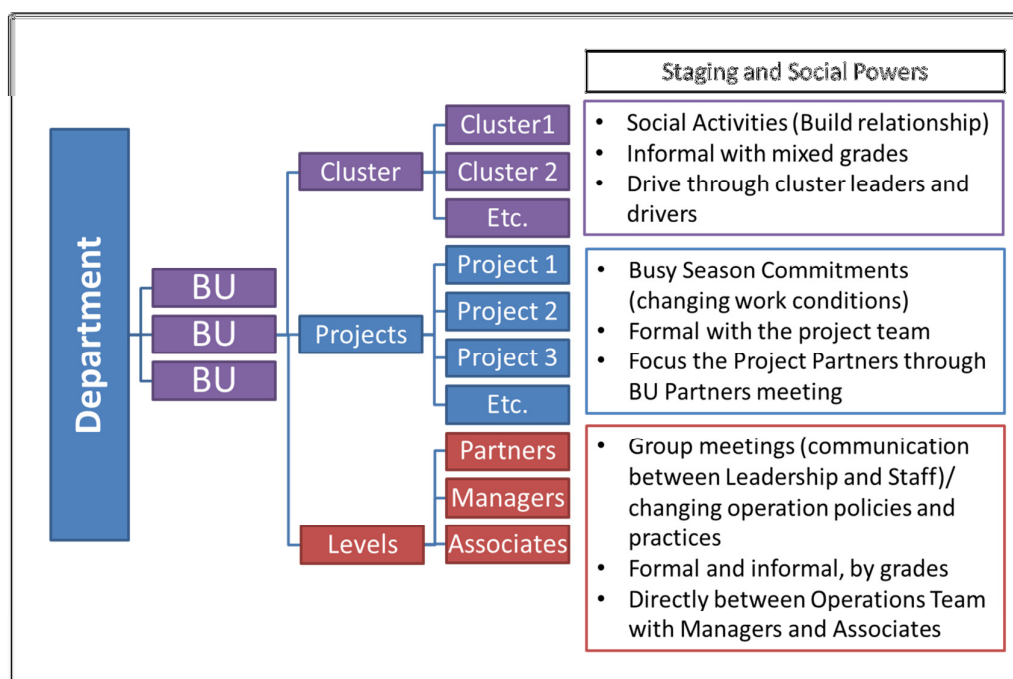 Staging and Social Powers
Department
BU
BU
BU
Cluster
Cluster1
Cluster 2
Etc.
• Social Activities (Build relationship)
• Informal with mixed grades
• Drive through cluster leaders and
drivers
Projects
Project 1
Project 2
Project 3
Etc.
• Busy Season Commitments
(changing work conditions)
• Formal with the project team
• Focus the Project Partners through
BU Partners meeting
Levels
Partners
Managers
Associates
• Group meetings (communication
between Leadership and Staff)/
changing operation policies and
practices
• Formal and informal, by grades
• Directly between Operations Team
with Managers and Associates